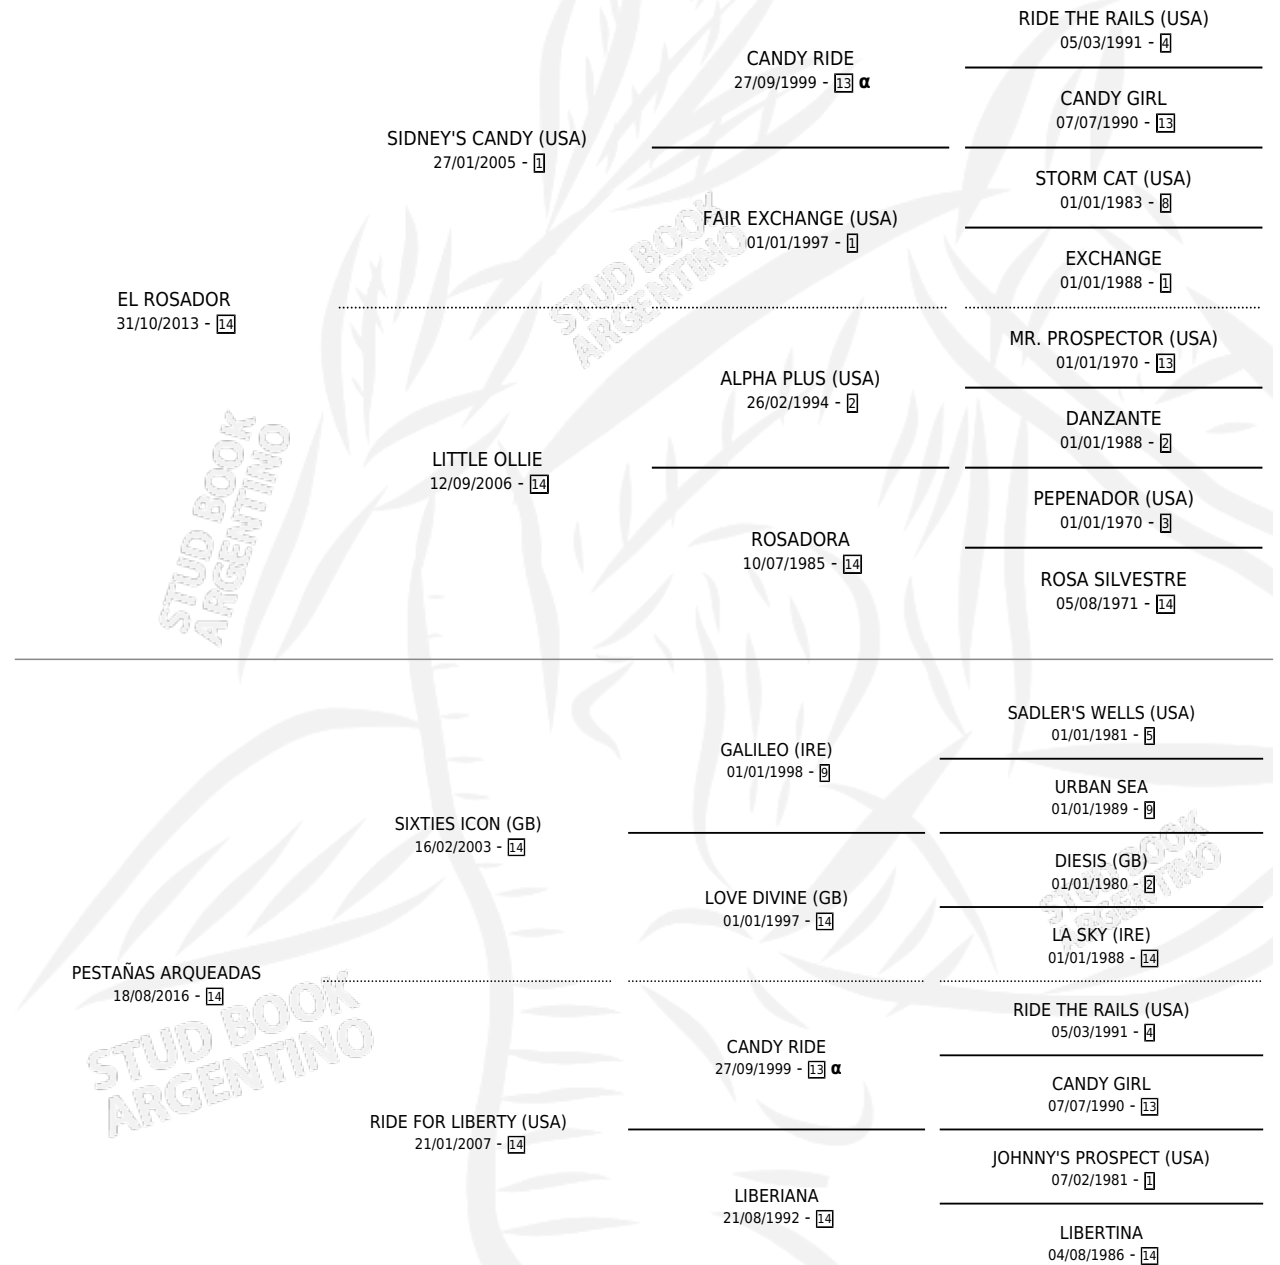 RIDE THE RAILS (USA)
05/03/1991 - 4
CANDY RIDE
27/09/1999 - 13 α
CANDY GIRL
07/07/1990 - 13
SIDNEY'S CANDY (USA)
27/01/2005 - 1
STORM CAT (USA)
01/01/1983 - 8
FAIR EXCHANGE (USA)
01/01/1997 - 1
EXCHANGE
01/01/1988 - 1
EL ROSADOR
31/10/2013 - 14
STUD BOOK
ARGENTINO
MR. PROSPECTOR (USA)
01/01/1970 - 13
ALPHA PLUS (USA)
26/02/1994 - 2
DANZANTE
01/01/1988 - 2
LITTLE OLLIE
12/09/2006 - 14
PEPENADOR (USA)
01/01/1970 - 3
ROSADORA
10/07/1985 - 14
ROSA SILVESTRE
05/08/1971 - 14
STUD BOOK
ARGENTINO
SADLER'S WELLS (USA)
01/01/1981 - 5
GALILEO (IRE)
01/01/1998 - 9
URBAN SEA
01/01/1989 - 9
SIXTIES ICON (GB)
16/02/2003 - 14
DIESIS (GB)
01/01/1980 - 2
LOVE DIVINE (GB)
01/01/1997 - 14
LA SKY (IRE)
01/01/1988 - 14
STUD BOOK
ARGENTINO
PESTAÑAS ARQUEADAS
18/08/2016 - 14
STUD BOOK
ARGENTINO
RIDE THE RAILS (USA)
05/03/1991 - 4
CANDY RIDE
27/09/1999 - 13 α
CANDY GIRL
07/07/1990 - 13
RIDE FOR LIBERTY (USA)
21/01/2007 - 14
JOHNNY'S PROSPECT (USA)
07/02/1981 - 1
LIBERIANA
21/08/1992 - 14
LIBERTINA
04/08/1986 - 14